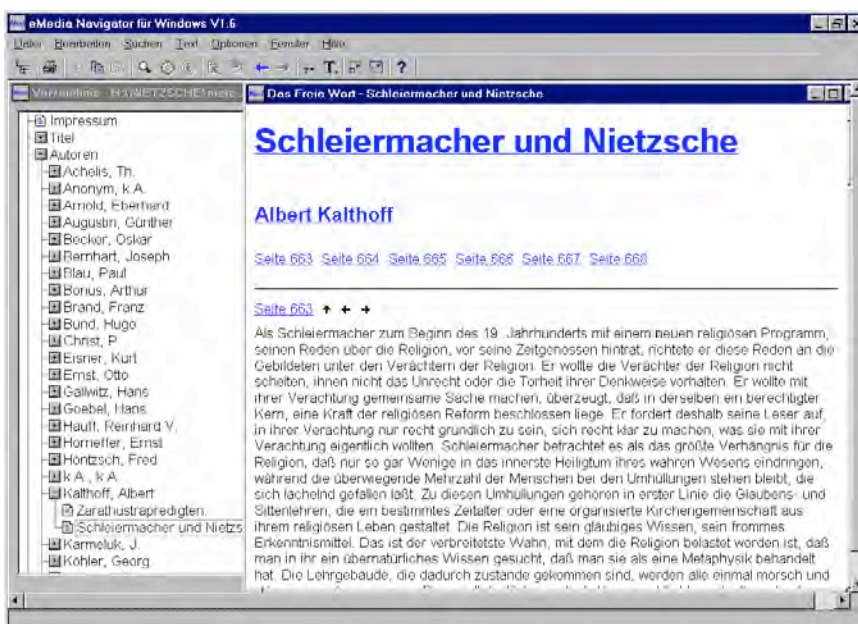 eMedia Navigator für Windows V1.6
Datei Bearbeiten Suchen Text Optionen Fenster Hilfe
Das Freie Wort - Schleiermacher und Nietzsche
Impressum
Titel
Autoren
Achelis, Th.
Anonym, k.A.
Arnold, Eberhard
Augustin, Günther
Becker, Oskar
Bernhart, Joseph
Blau, Paul
Bonus, Arthur
Brand, Franz
Bund, Hugo
Christ, P.
Eisner, Kurt
Ernst, Otto
Gallwitz, Hans
Goebel, Hans
Hauff, Reinhard V.
Horneffer, Ernst
Höntzsch, Fred
k.A., k.A.
Kalthoff, Albert
Zarathustrapredigten.
Schleiermacher und Nietzs
Karmeluk, J.
Köhler, Georg
Schleiermacher und Nietzsche
Albert Kalthoff
Seite 663 Seite 664 Seite 665 Seite 666 Seite 667 Seite 668
Seite 663
Als Schleiermacher zum Beginn des 19. Jahrhunderts mit einem neuen religiösen Programm,
seinen Reden über die Religion, vor seine Zeitgenossen hintrat, richtete er diese Reden an die
Gebildeten unter den Verächtern der Religion. Er wollte die Verächter der Religion nicht
schelten, ihnen nicht das Unrecht oder die Torheit ihrer Denkweise vorhalten. Er wollte mit
ihrer Verachtung gemeinsame Sache machen, überzeugt, daß in derselben ein berechtigter
Kern, eine Kraft der religiösen Reform beschlossen liege. Er fordert deshalb seine Leser auf,
in ihrer Verachtung nur recht gründlich zu sein, sich recht klar zu machen, was sie mit ihrer
Verachtung eigentlich wollten. Schleiermacher betrachtet es als das größte Verhängnis für die
Religion, daß nur so gar Wenige in das innerste Heiligtum ihres wahren Wesens eindringen,
während die überwiegende Mehrzahl der Menschen bei den Umhüllungen stehen bleibt, die
sich lächelnd gefallen läßt. Zu diesen Umhüllungen gehören in erster Linie die Glaubens- und
Sittenlehren, die ein bestimmtes Zeitalter oder eine organisierte Kirchengemeinschaft aus
ihrem religiösen Leben gestaltet. Die Religion ist sein gläubiges Wissen, sein frommes
Erkenntnismittel. Das ist der verbreitetste Wahn, mit dem die Religion belastet worden ist, daß
man in ihr ein übernatürliches Wissen gesucht, daß man sie als eine Metaphysik behandelt
hat. Die Lehrgebäude, die dadurch zustande gekommen sind, werden alle einmal morsch und